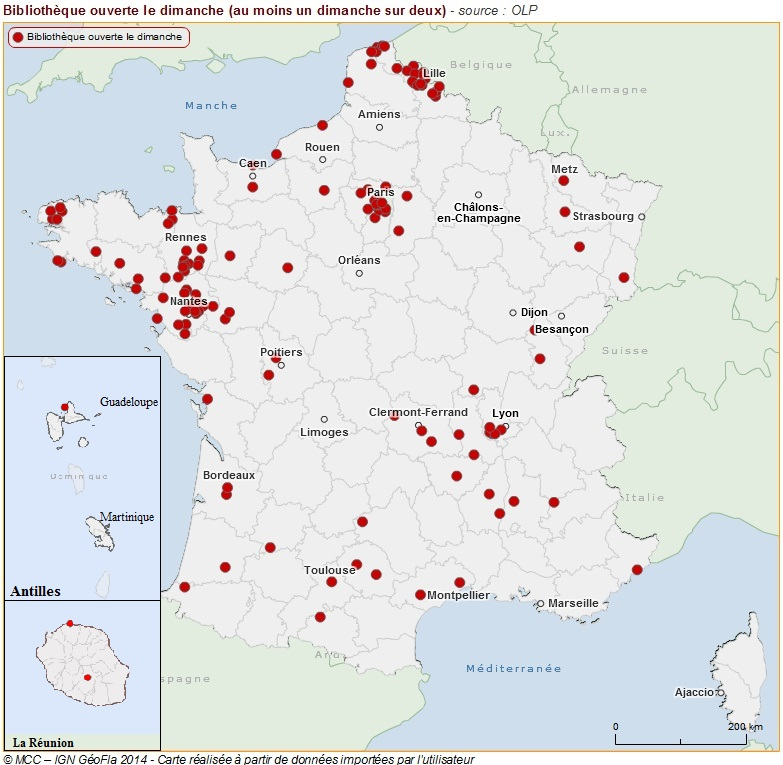 Bibliothèque ouverte le dimanche (au moins un dimanche sur deux) - source : OLP
Bibliothèque ouverte le dimanche
Lille
Belgique
Allemagne
Manche
Amiens
Lux.
Rouen
Caen
Metz
Paris
Châlons-
en-Champagne
Strasbourg
Rennes
Orléans
Nantes
Dijon
Besançon
Suisse
Poitiers
Guadeloupe
Clermont-Ferrand
Lyon
Limoges
Dominique
Bordeaux
Italie
Martinique
Toulouse
Antilles
Montpellier
Marseille
Méditerranée
spagne
Ajaccio
La Réunion
0
200 km
© MCC – IGN GéoFla 2014 - Carte réalisée à partir de données importées par l'utilisateur